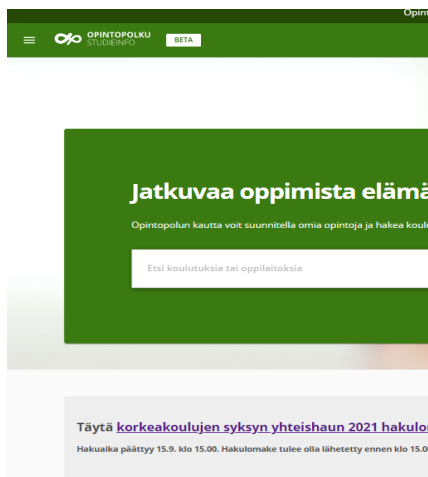 Opint
OPINTOPOLKU
STUDIEINFO
BETA
Jatkuvaa oppimista elämä
Opintopolun kautta voit suunnitella omia opintoja ja hakea koul
Etsi koulutuksia tai oppilaitoksia
Täytä korkeakoulujen syksyn yhteishaun 2021 hakulo
Hakuaika päättyy 15.9. klo 15.00. Hakulomake tulee olla lähetetty ennen klo 15.0